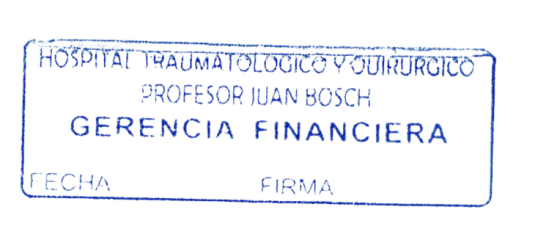 HOSPITAL TRAUMATOLOGICO Y QUIRURGICO
PROFESOR JUAN BOSCH
GERENCIA FINANCIERA
FECHA FIRMA